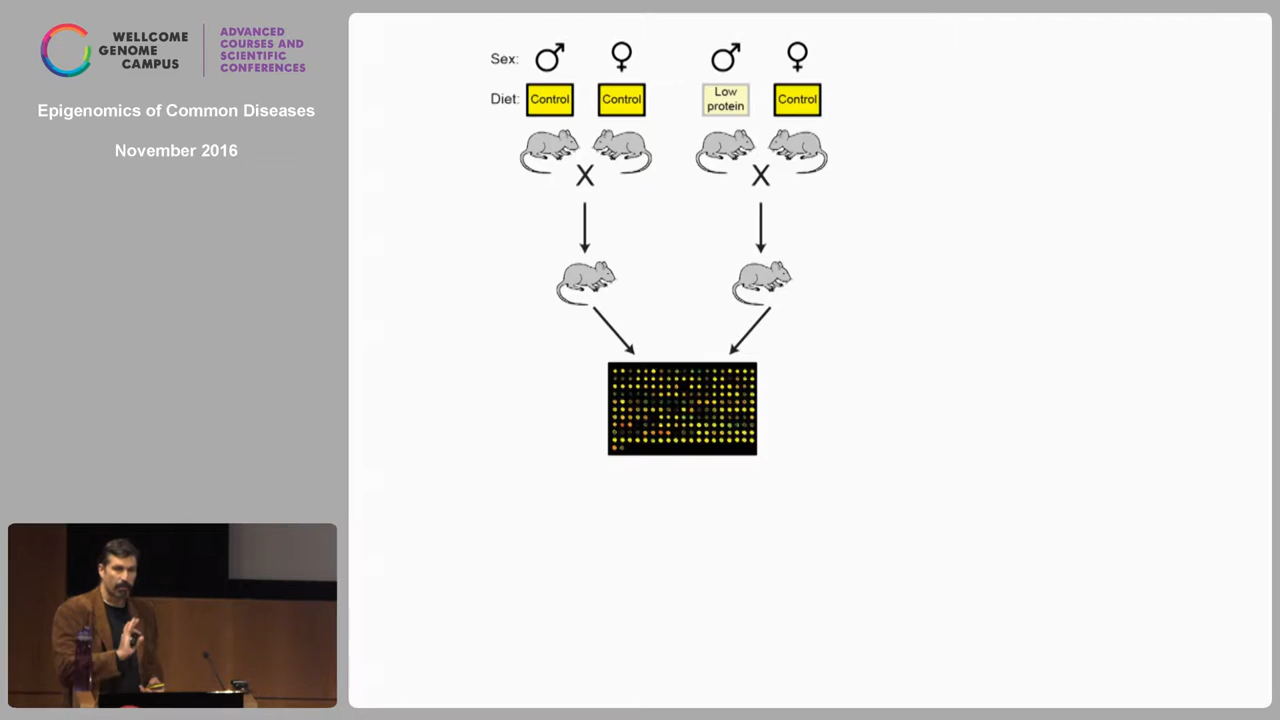 WELLCOME
GENOME
CAMPUS
ADVANCED
COURSES AND
SCIENTIFIC
CONFERENCES
Epigenomics of Common Diseases
November 2016
Sex: ♂ ♀ ♂ ♀
Diet: Control Control Low protein Control
X X